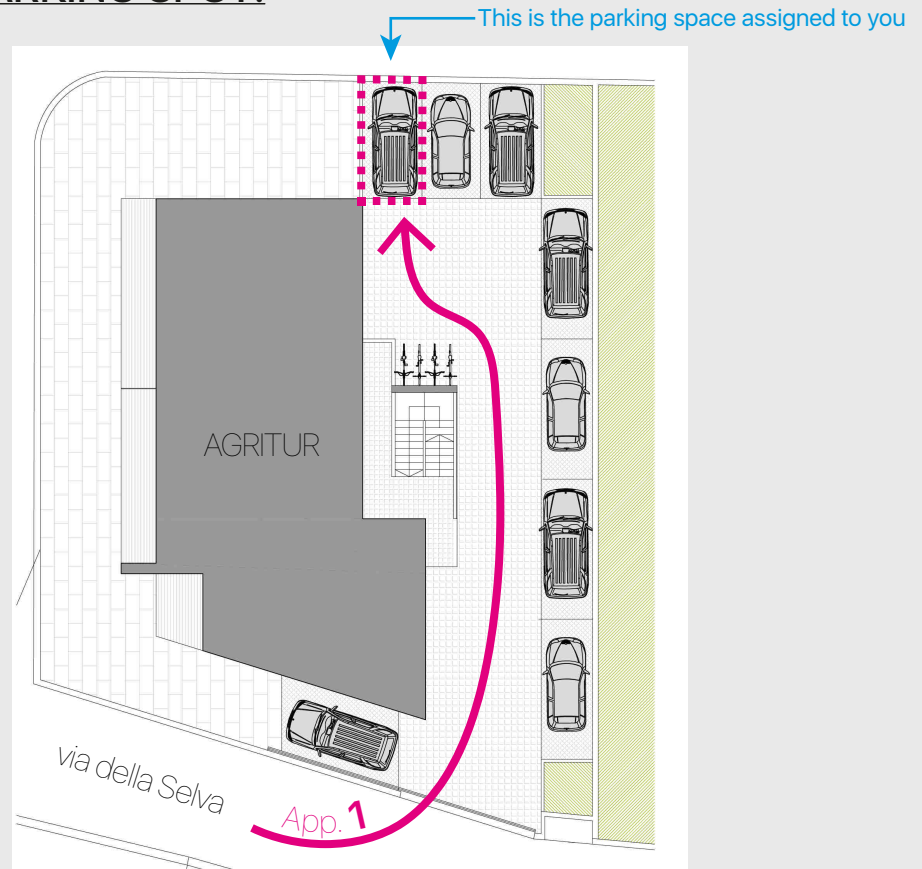 This is the parking space assigned to you
AGRITUR
via della Selva
App. 1